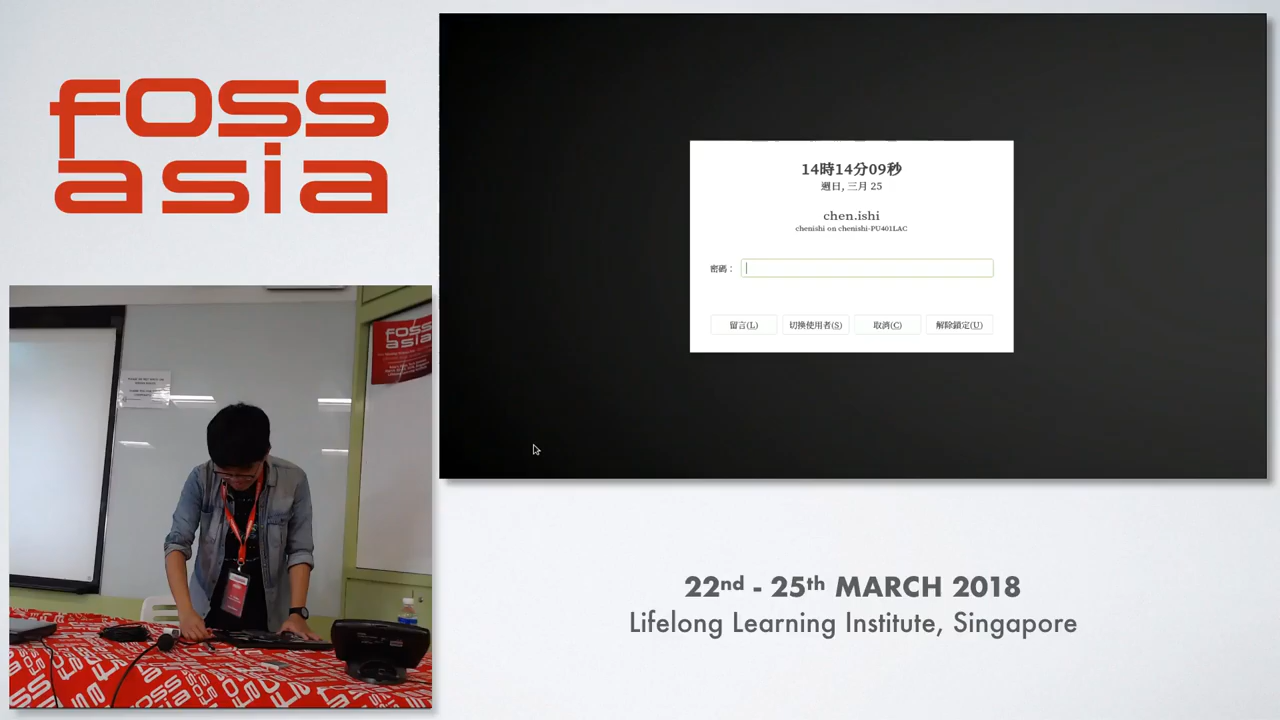 foss
asia
14時14分09秒
週日, 三月 25
chen.ishi
chenishi on chenishi-PU401LAC
密碼：
留言(L)
切換使用者(S)
取消(C)
解除鎖定(U)
FOSS
asia
22nd - 25th MARCH 2018
Lifelong Learning Institute, Singapore